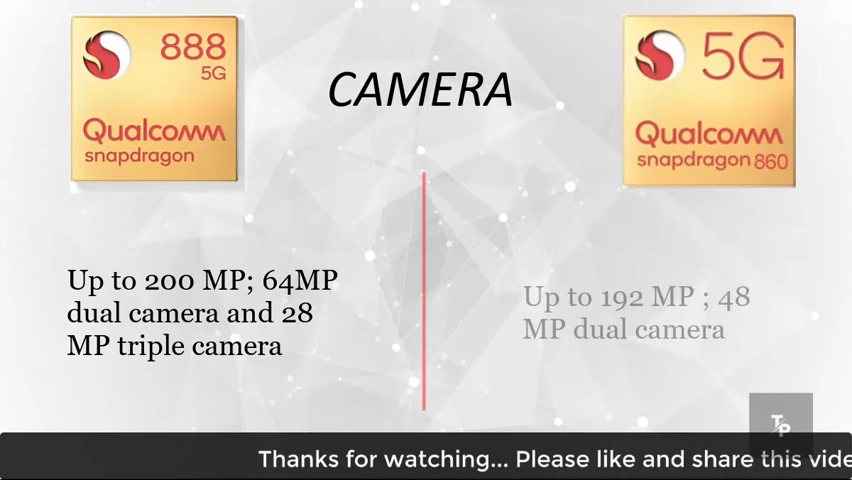 888
5G
Qualcomm
snapdragon
CAMERA
5G
Qualcomm
snapdragon 860
Up to 200 MP; 64MP
dual camera and 28
MP triple camera
Up to 192 MP ; 48
MP dual camera
TP
Thanks for watching... Please like and share this vide